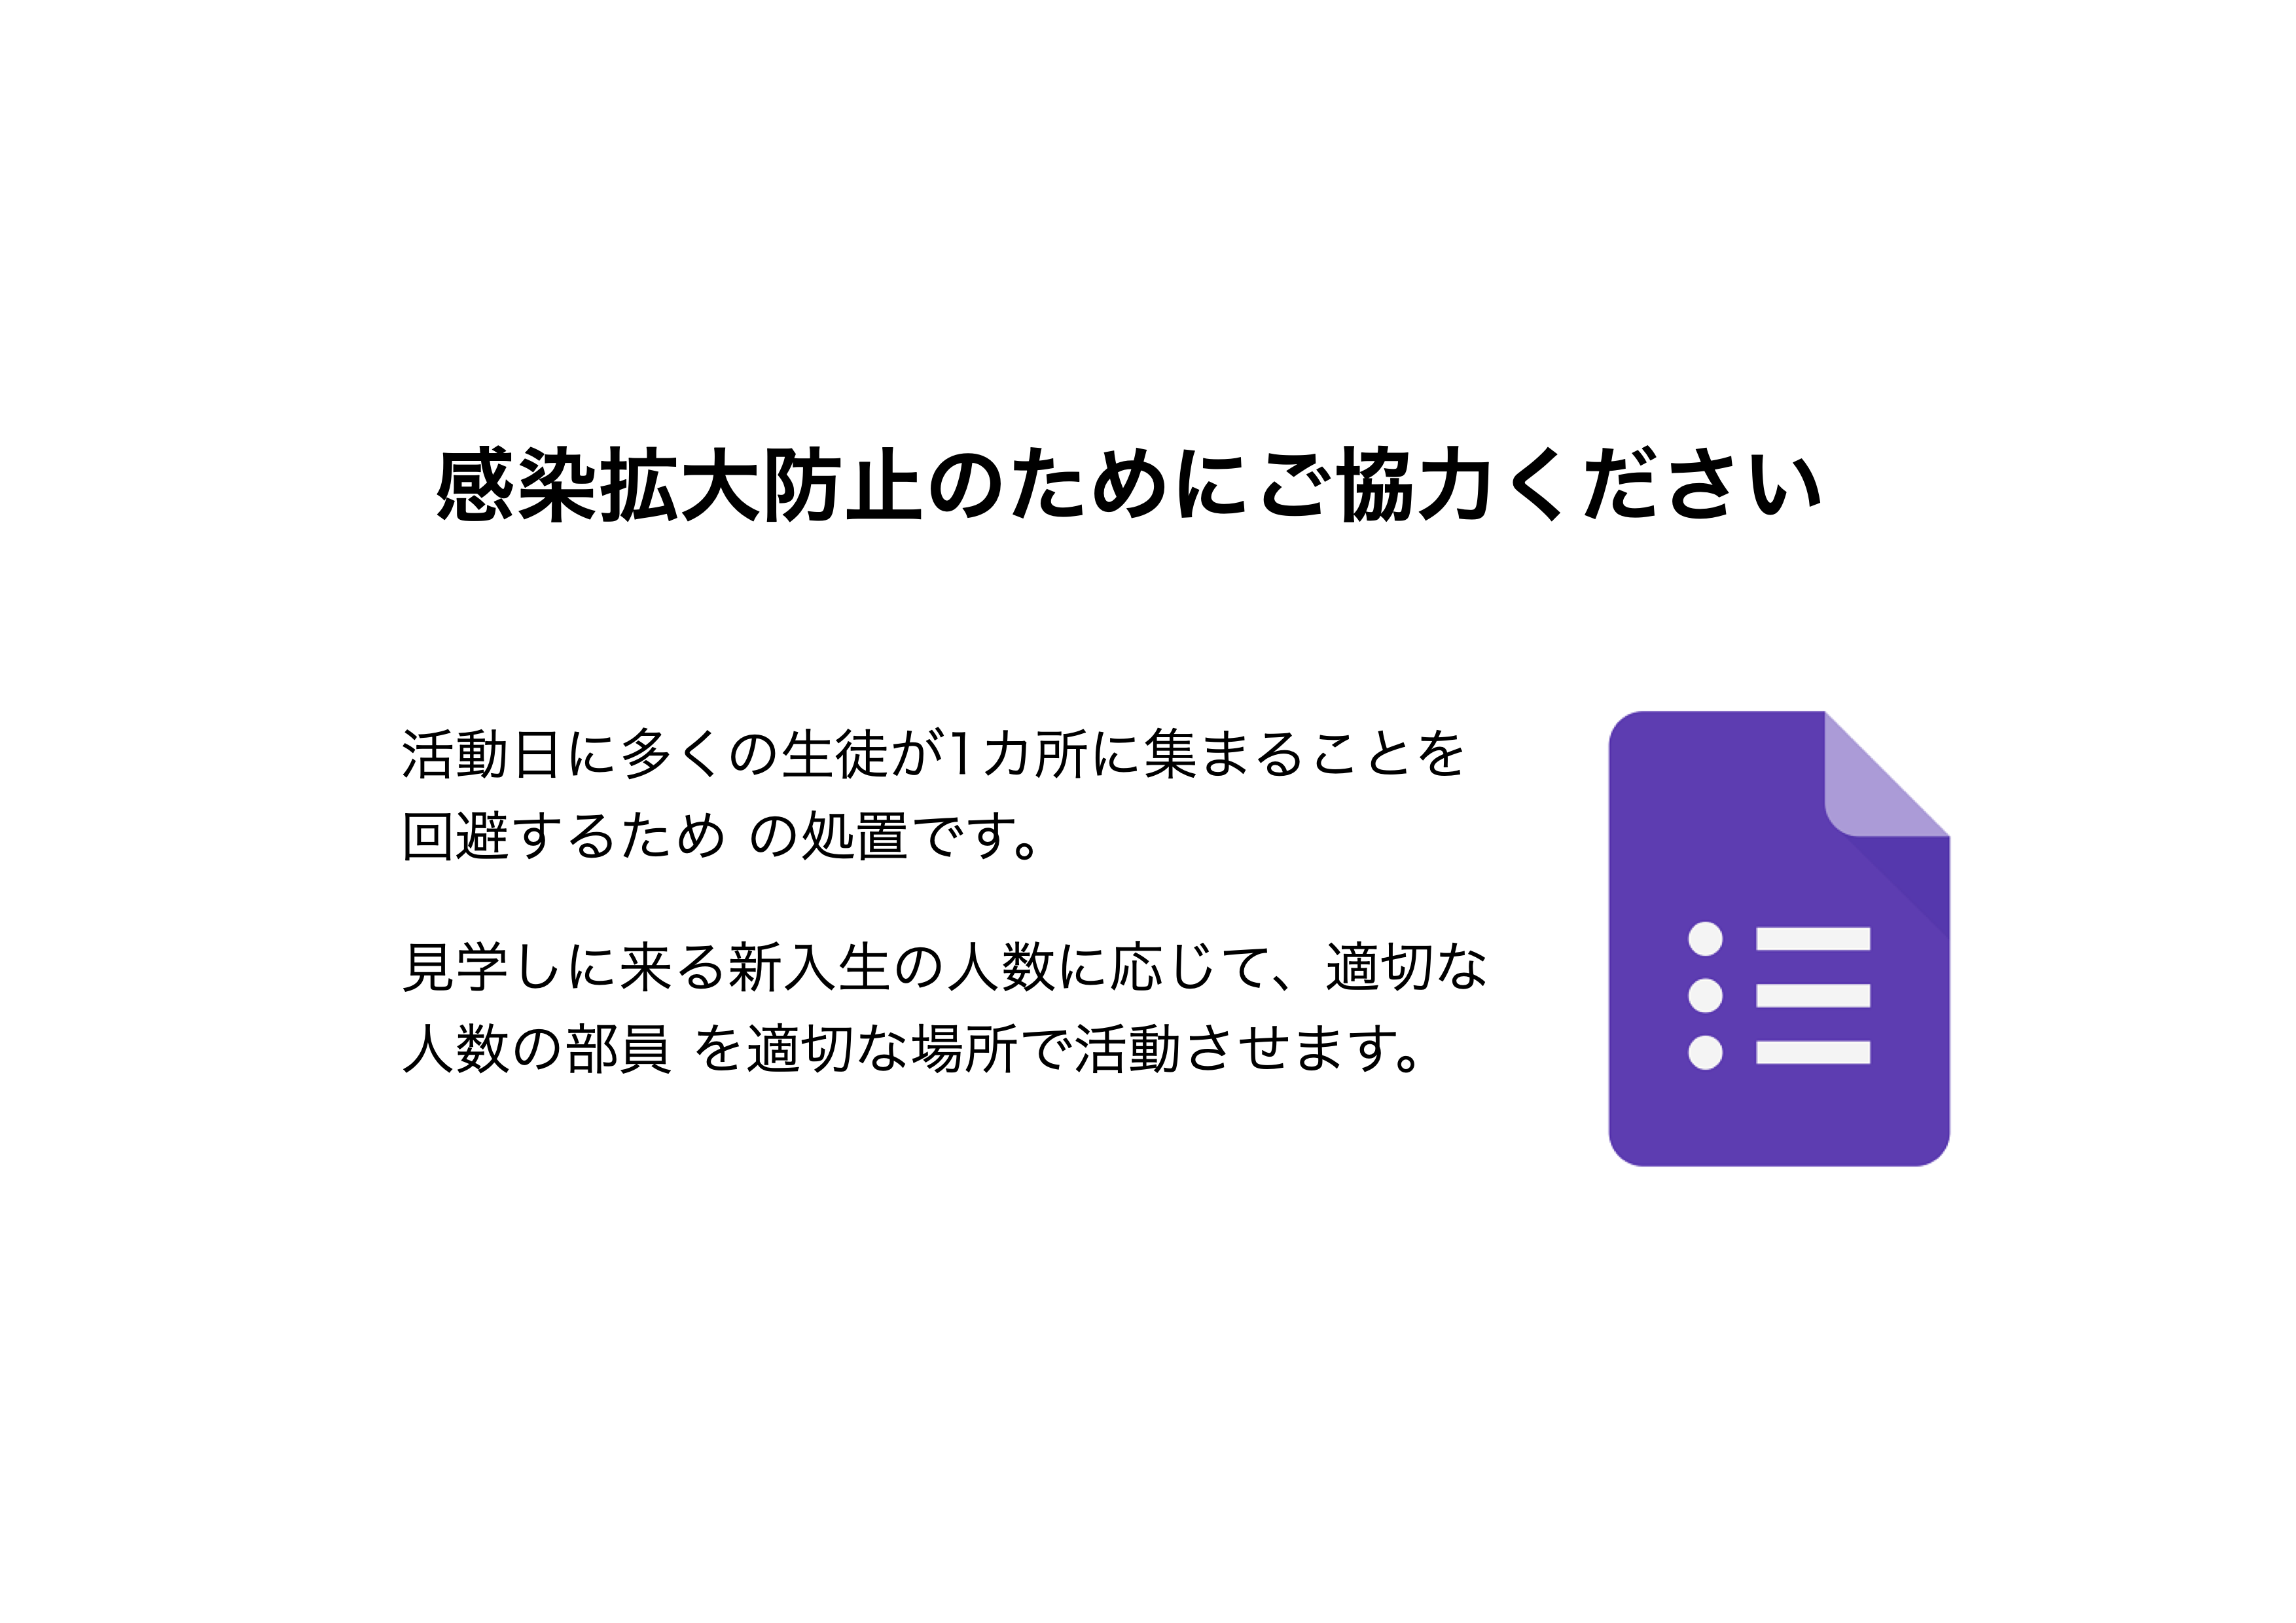 感染拡大防止のためにご協力ください
活動日に多くの生徒が1カ所に集まることを
回避するため の処置です。
見学しに来る新入生の人数に応じて、適切な
人数の部員 を適切な場所で活動させます。